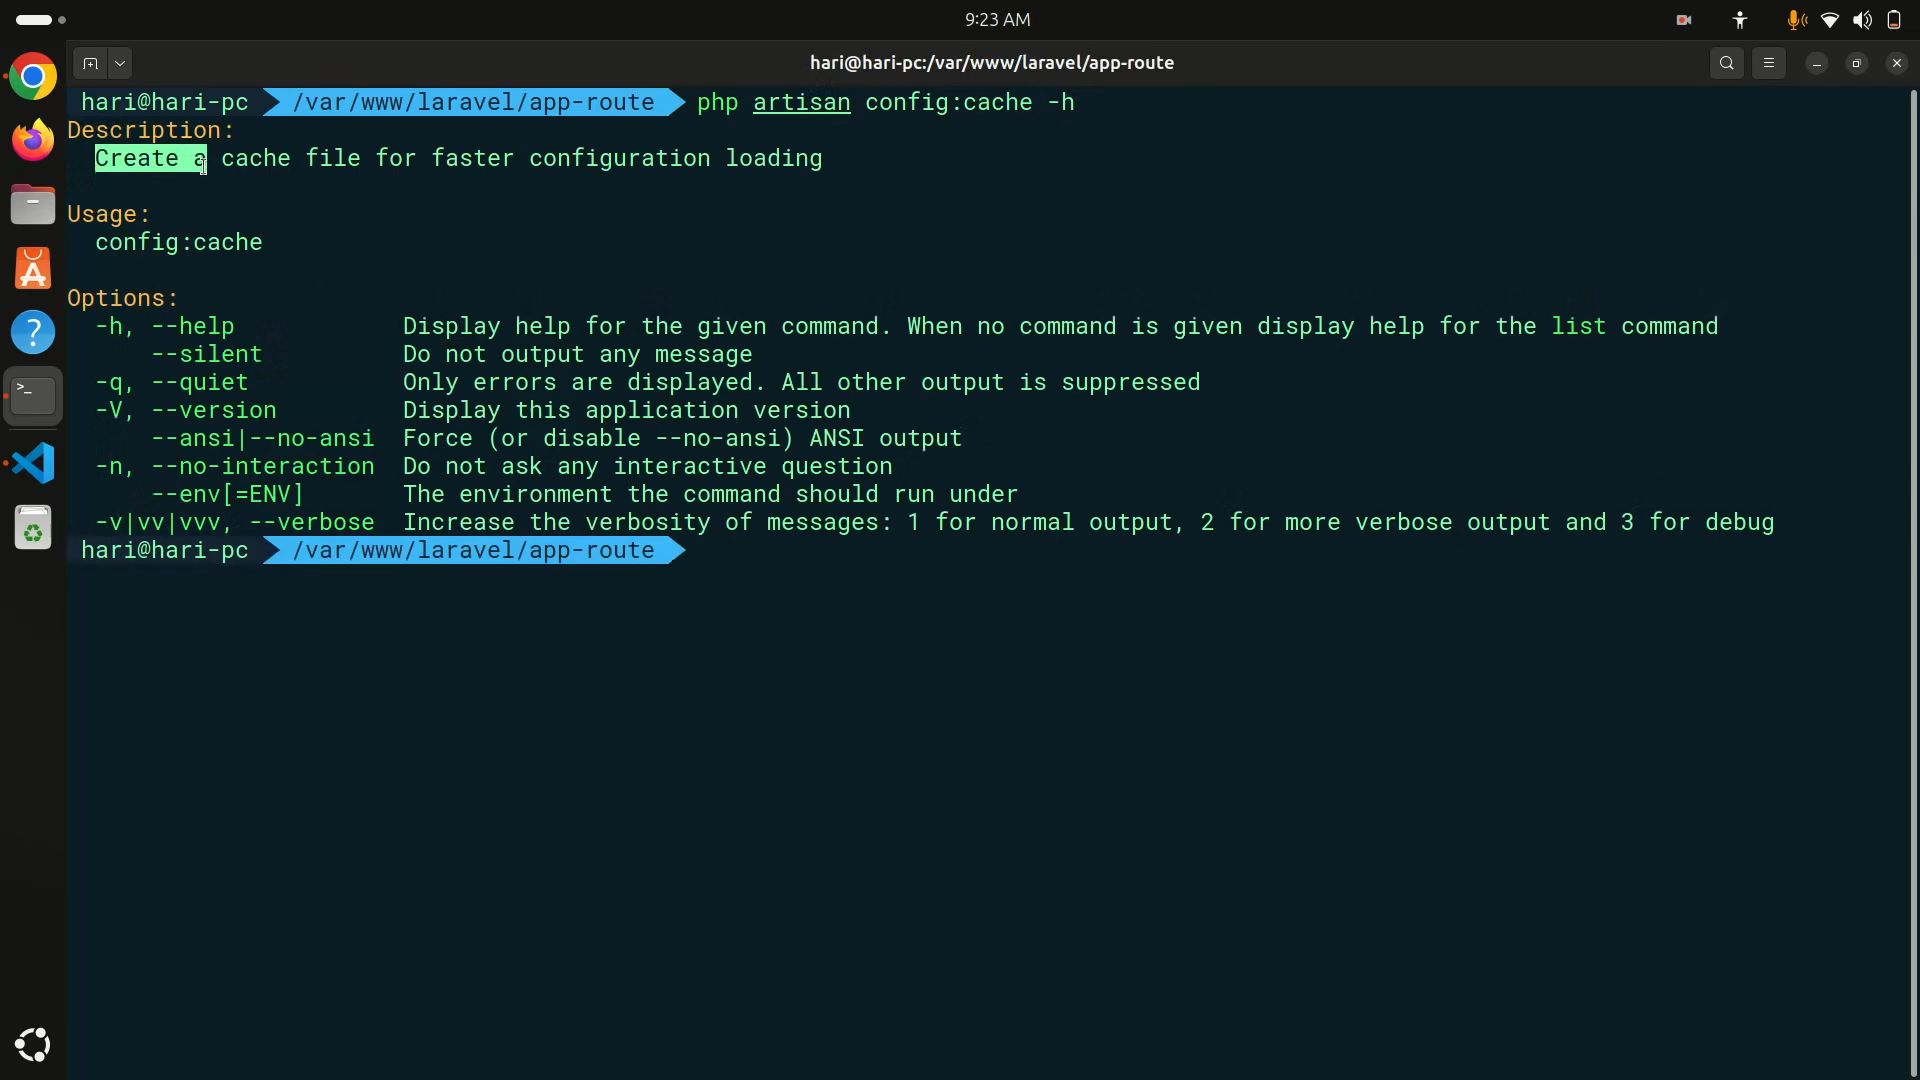 9:23 AM
hari@hari-pc:/var/www/laravel/app-route
hari@hari-pc /var/www/laravel/app-route php artisan config:cache -h
Description:
Create a cache file for faster configuration loading
Usage:
config:cache
Options:
-h, --help Display help for the given command. When no command is given display help for the list command
--silent Do not output any message
-q, --quiet Only errors are displayed. All other output is suppressed
-V, --version Display this application version
--ansi|--no-ansi Force (or disable --no-ansi) ANSI output
-n, --no-interaction Do not ask any interactive question
--env[=ENV] The environment the command should run under
-v|vv|vvv, --verbose Increase the verbosity of messages: 1 for normal output, 2 for more verbose output and 3 for debug
hari@hari-pc /var/www/laravel/app-route